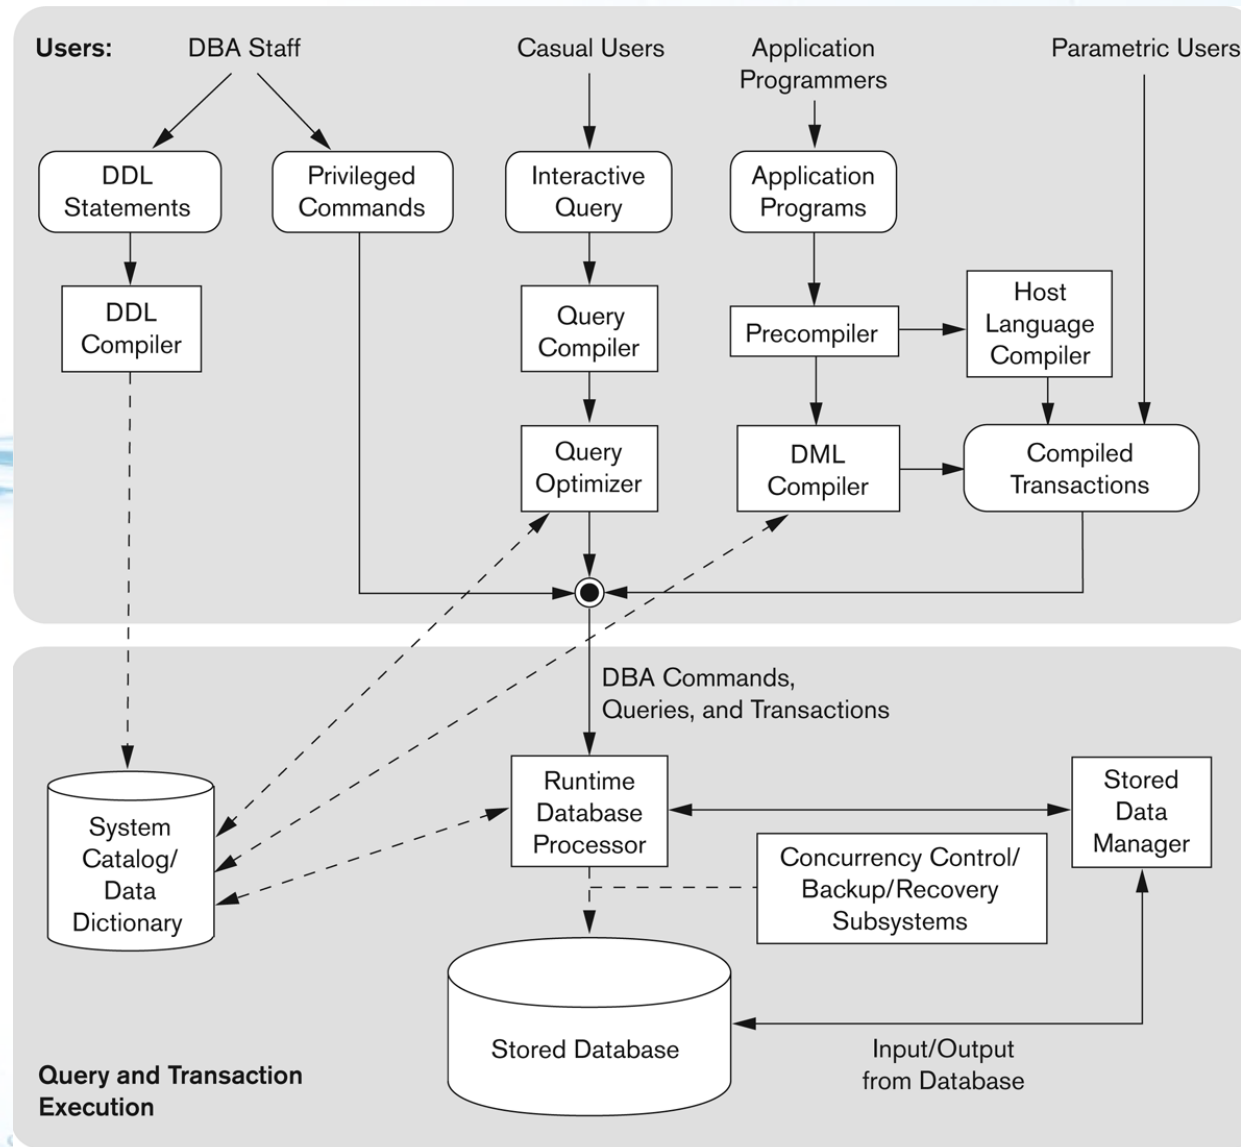 Users:
DBA Staff
Casual Users
Application
Programmers
Parametric Users
DDL
Statements
Privileged
Commands
Interactive
Query
Application
Programs
DDL
Compiler
Query
Compiler
Precompiler
Host
Language
Compiler
Query
Optimizer
DML
Compiler
Compiled
Transactions
DBA Commands,
Queries, and Transactions
System
Catalog/
Data
Dictionary
Runtime
Database
Processor
Stored
Data
Manager
Concurrency Control/
Backup/Recovery
Subsystems
Stored Database
Input/Output
from Database
Query and Transaction
Execution